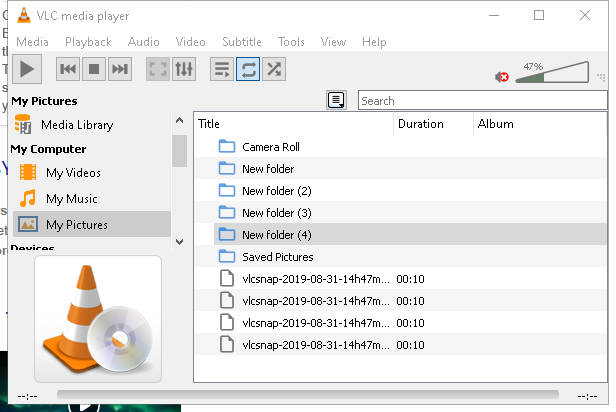 VLC media player
Media Playback Audio Video Subtitle Tools View Help
47%
My Pictures
Media Library
My Computer
My Videos
My Music
My Pictures
Devices
Search
Title Duration Album
Camera Roll
New folder
New folder (2)
New folder (3)
New folder (4)
Saved Pictures
vlcsnap-2019-08-31-14h47m... 00:10
vlcsnap-2019-08-31-14h47m... 00:10
vlcsnap-2019-08-31-14h47m... 00:10
vlcsnap-2019-08-31-14h47m... 00:10
--:-- --:--